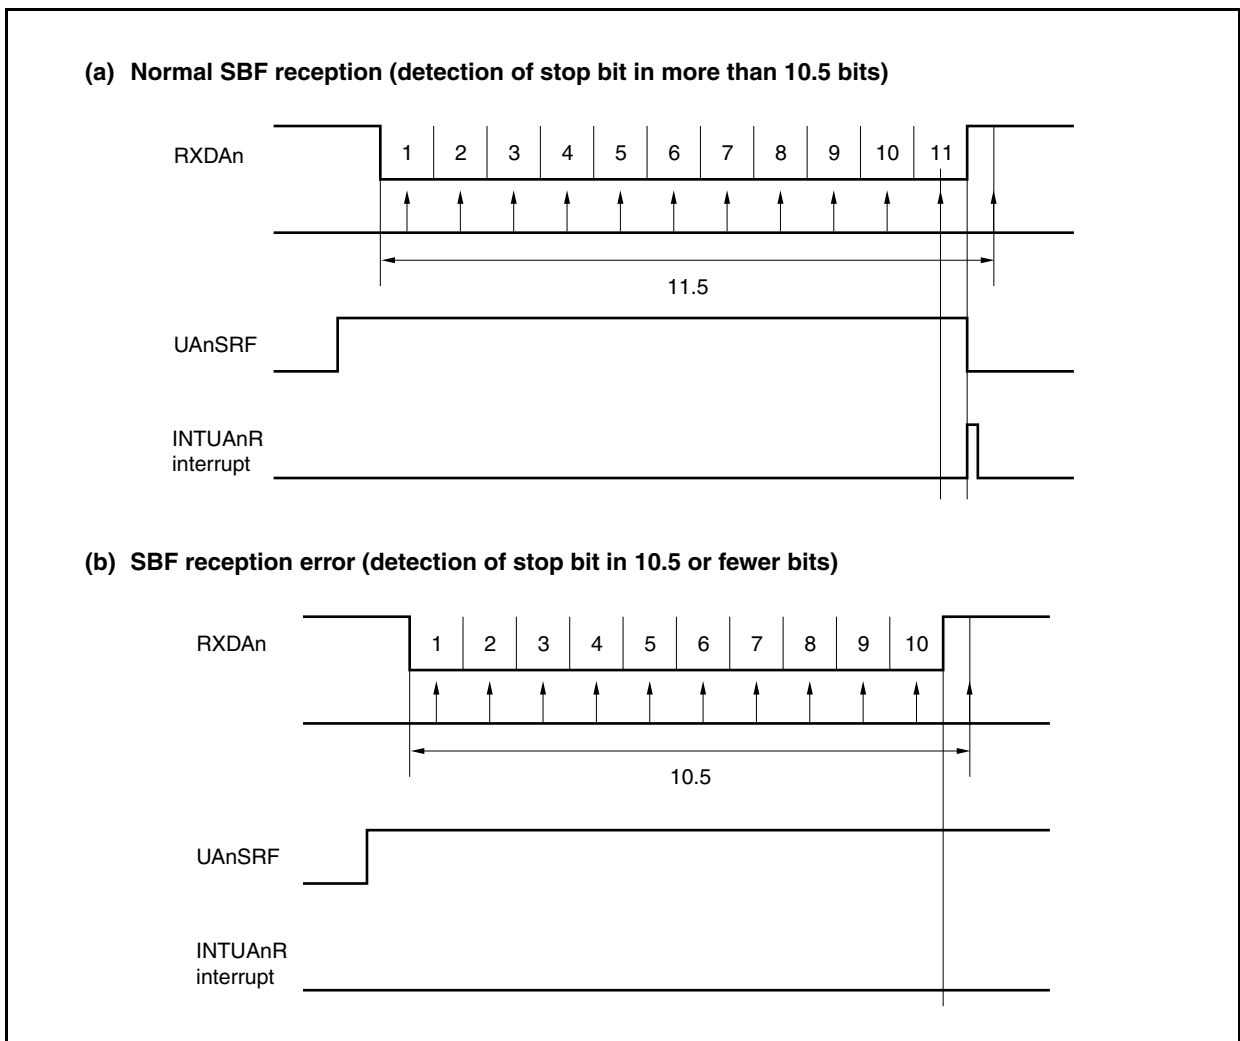 (a) Normal SBF reception (detection of stop bit in more than 10.5 bits)
RXDAn
1 2 3 4 5 6 7 8 9 10 11
11.5
UAnSRF
INTUAnR
interrupt
(b) SBF reception error (detection of stop bit in 10.5 or fewer bits)
RXDAn
1 2 3 4 5 6 7 8 9 10
10.5
UAnSRF
INTUAnR
interrupt